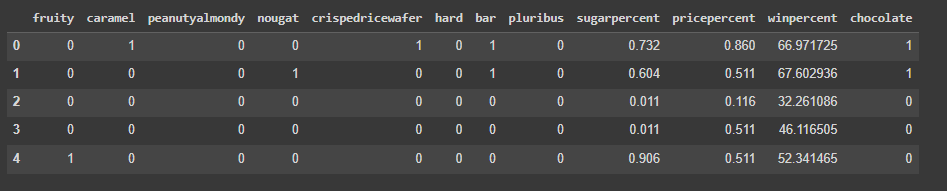 fruity caramel peanutyalmondy nougat crispedricewafer hard bar pluribus sugarpercent pricepercent winpercent chocolate
0 0 1 0 0 1 0 1 0 0.732 0.860 66.971725 1
1 0 0 0 1 0 0 1 0 0.604 0.511 67.602936 1
2 0 0 0 0 0 0 0 0 0.011 0.116 32.261086 0
3 0 0 0 0 0 0 0 0 0.011 0.511 46.116505 0
4 1 0 0 0 0 0 0 0 0.906 0.511 52.341465 0